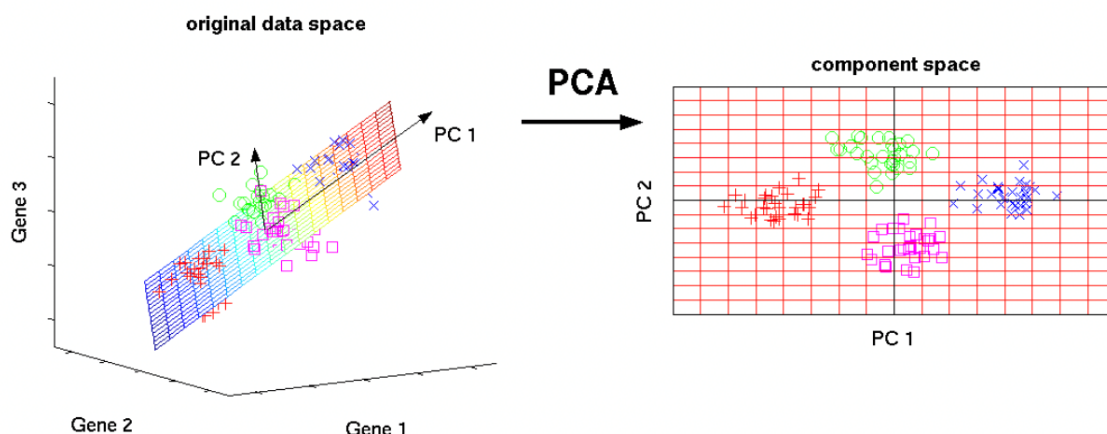 original data space
PCA
component space
PC 1
PC 2
Gene 3
PC 2
PC 1
Gene 2
Gene 1